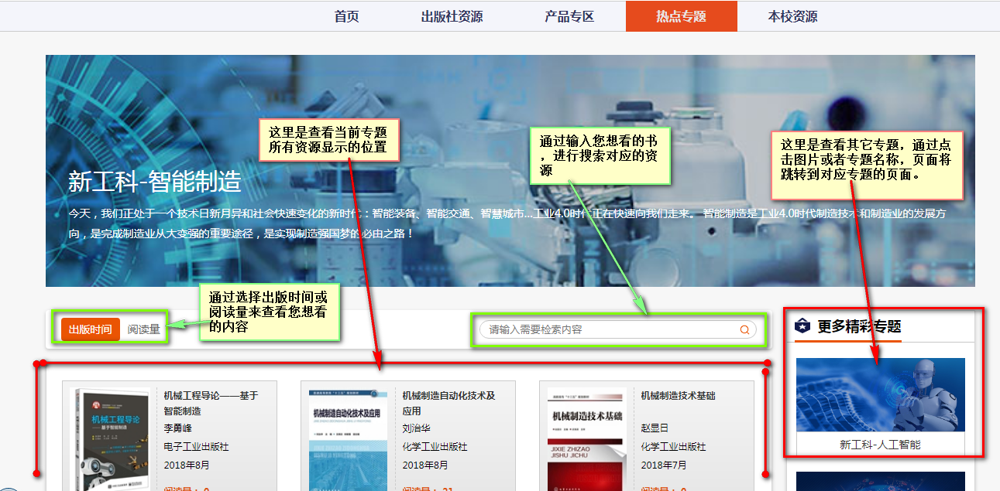 首页 出版社资源 产品专区 热点专题 本校资源
这里是查看当前专题
所有资源显示的位置
通过输入您想看的书
，进行搜索对应的资
源
这里是查看其它专题，通过点
击图片或者专题名称，页面将
跳转到对应专题的页面。
新工科-智能制造
今天，我们正处于一个技术日新月异和社会快速变化的新时代：智能装备、智能交通、智慧城市...工业4.0时代正在快速向我们走来。 智能制造是工业4.0时代制造技术和制造业的发展方
向，是完成制造业从大变强的重要途径，是实现制造强国梦的必由之路！
通过选择出版时间或
阅读量来查看您想看
的内容
出版时间 阅读量
请输入需要检索内容
更多精彩专题
机械工程导论
——基于智能制造
机械工程导论——基于
智能制造
李勇峰
电子工业出版社
2018年8月
阅读量： 9
机械制造自动化技术及应用
机械制造自动化技术及
应用
刘治华
化学工业出版社
2018年8月
阅读量： 21
机械制造技术基础
JIXIE ZHIZAO
JISHU JICHU
机械制造技术基础
赵显日
化学工业出版社
2018年7月
阅读量： 9
新工科-人工智能